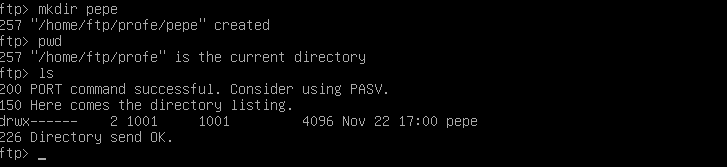 ftp> mkdir pepe
257 "/home/ftp/profe/pepe" created
ftp> pwd
257 "/home/ftp/profe" is the current directory
ftp> ls
200 PORT command successful. Consider using PASV.
150 Here comes the directory listing.
drwx------    2 1001     1001         4096 Nov 22 17:00 pepe
226 Directory send OK.
ftp> _